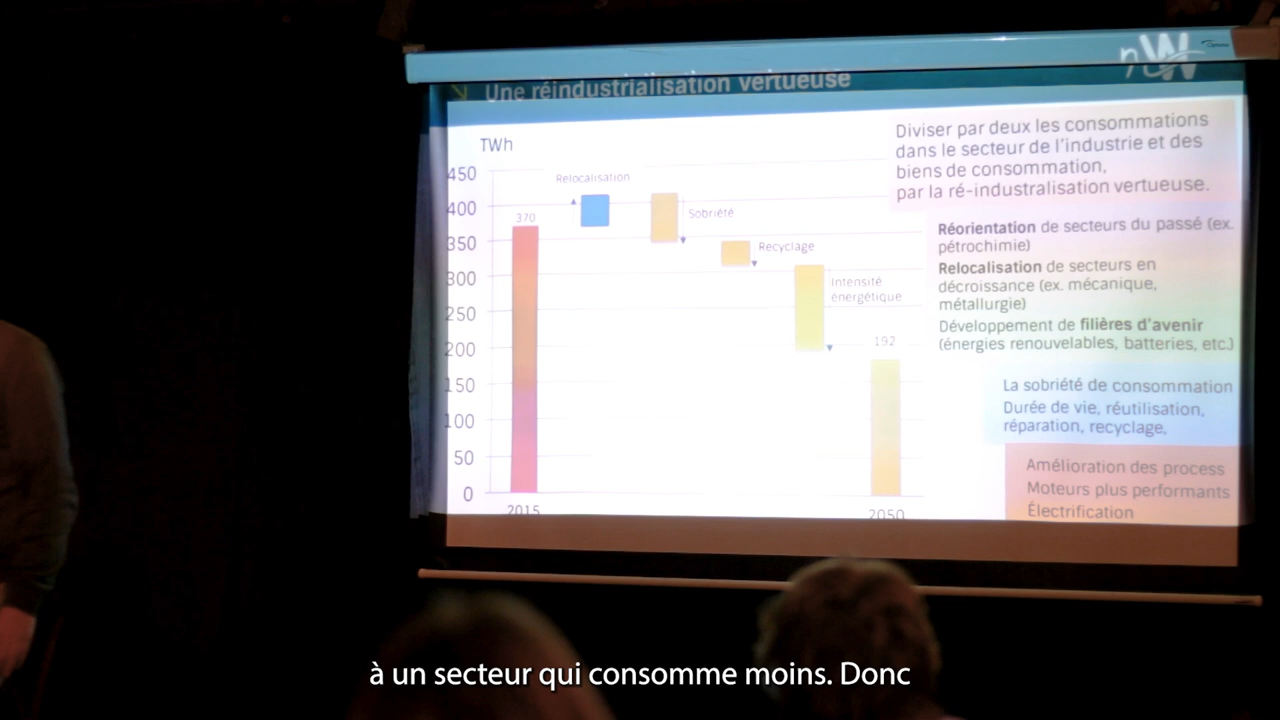 nW
Une réindustrialisation vertueuse
TWh
450
400
350
300
250
200
150
100
50
0
370
Relocalisation
Sobriété
Recyclage
Intensité
énergétique
192
2015
2050
Diviser par deux les consommations
dans le secteur de l'industrie et des
biens de consommation,
par la ré-industralisation vertueuse.
Réorientation de secteurs du passé (ex.
pétrochimie)
Relocalisation de secteurs en
décroissance (ex. mécanique,
métallurgie)
Développement de filières d'avenir
(énergies renouvelables, batteries, etc.)
La sobriété de consommation
Durée de vie, réutilisation,
réparation, recyclage,
Amélioration des process
Moteurs plus performants
Électrification
à un secteur qui consomme moins. Donc